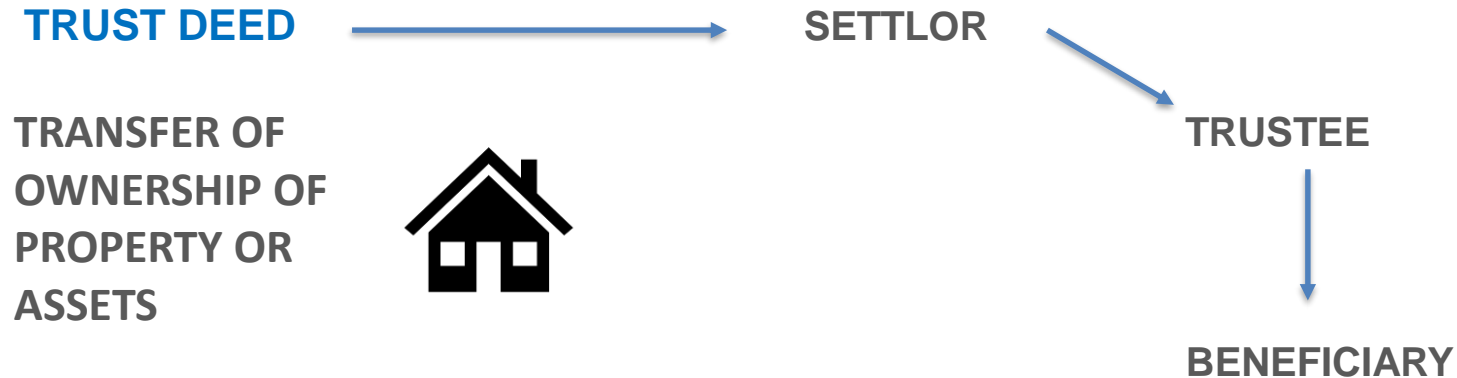 TRUST DEED
SETTLOR
TRANSFER OF
OWNERSHIP OF
PROPERTY OR
ASSETS
TRUSTEE
BENEFICIARY